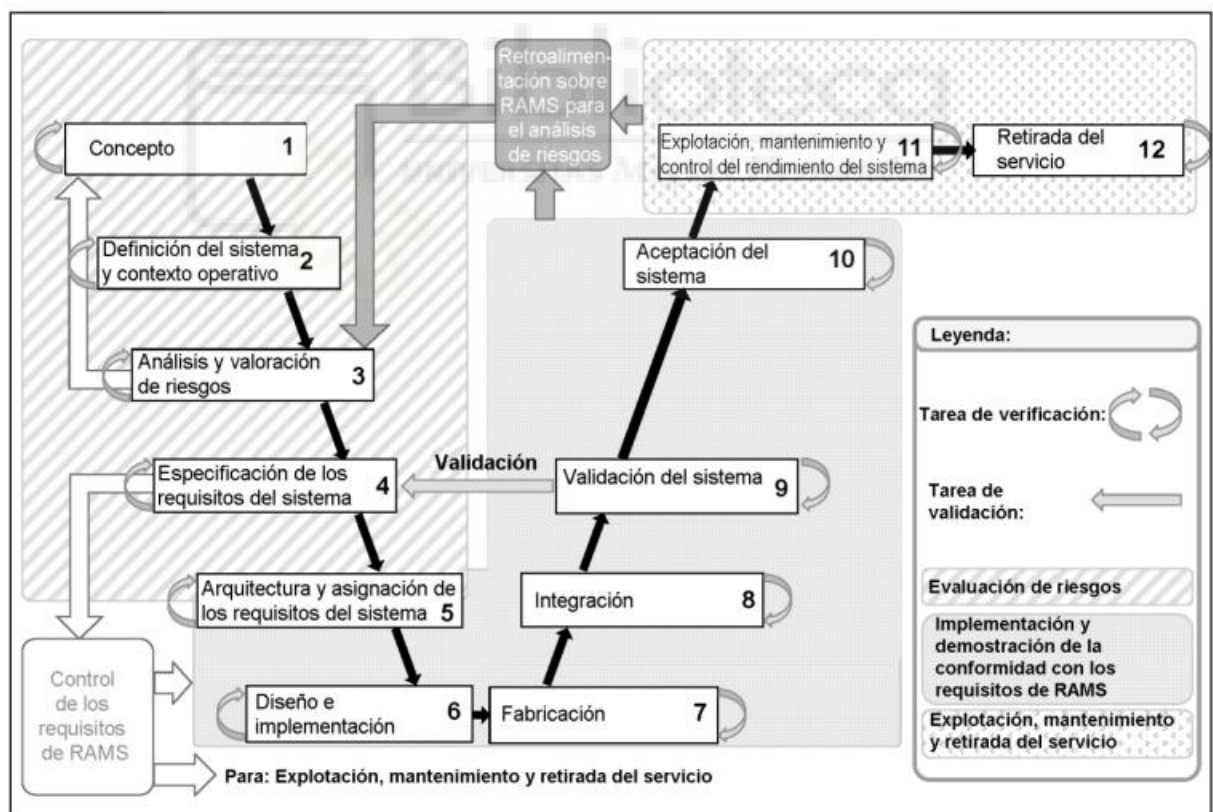 Biblioteca
Retroalimen-
tación sobre
RAMS para
el análisis
de riesgos
Concepto 1
Definición del sistema
y contexto operativo 2
Análisis y valoración
de riesgos 3
Especificación de los
requisitos del sistema 4
Arquitectura y asignación de
los requisitos del sistema 5
Diseño e
implementación 6
Fabricación 7
Integración 8
Validación
Validación del sistema 9
Aceptación del
sistema 10
Explotación, mantenimiento y
control del rendimiento del sistema 11
Retirada del
servicio 12
Control
de los
requisitos
de RAMS
Para: Explotación, mantenimiento y retirada del servicio
Leyenda:
Tarea de verificación:
Tarea de
validación:
Evaluación de riesgos
Implementación y
demostración de la
conformidad con los
requisitos de RAMS
Explotación, mantenimiento
y retirada del servicio